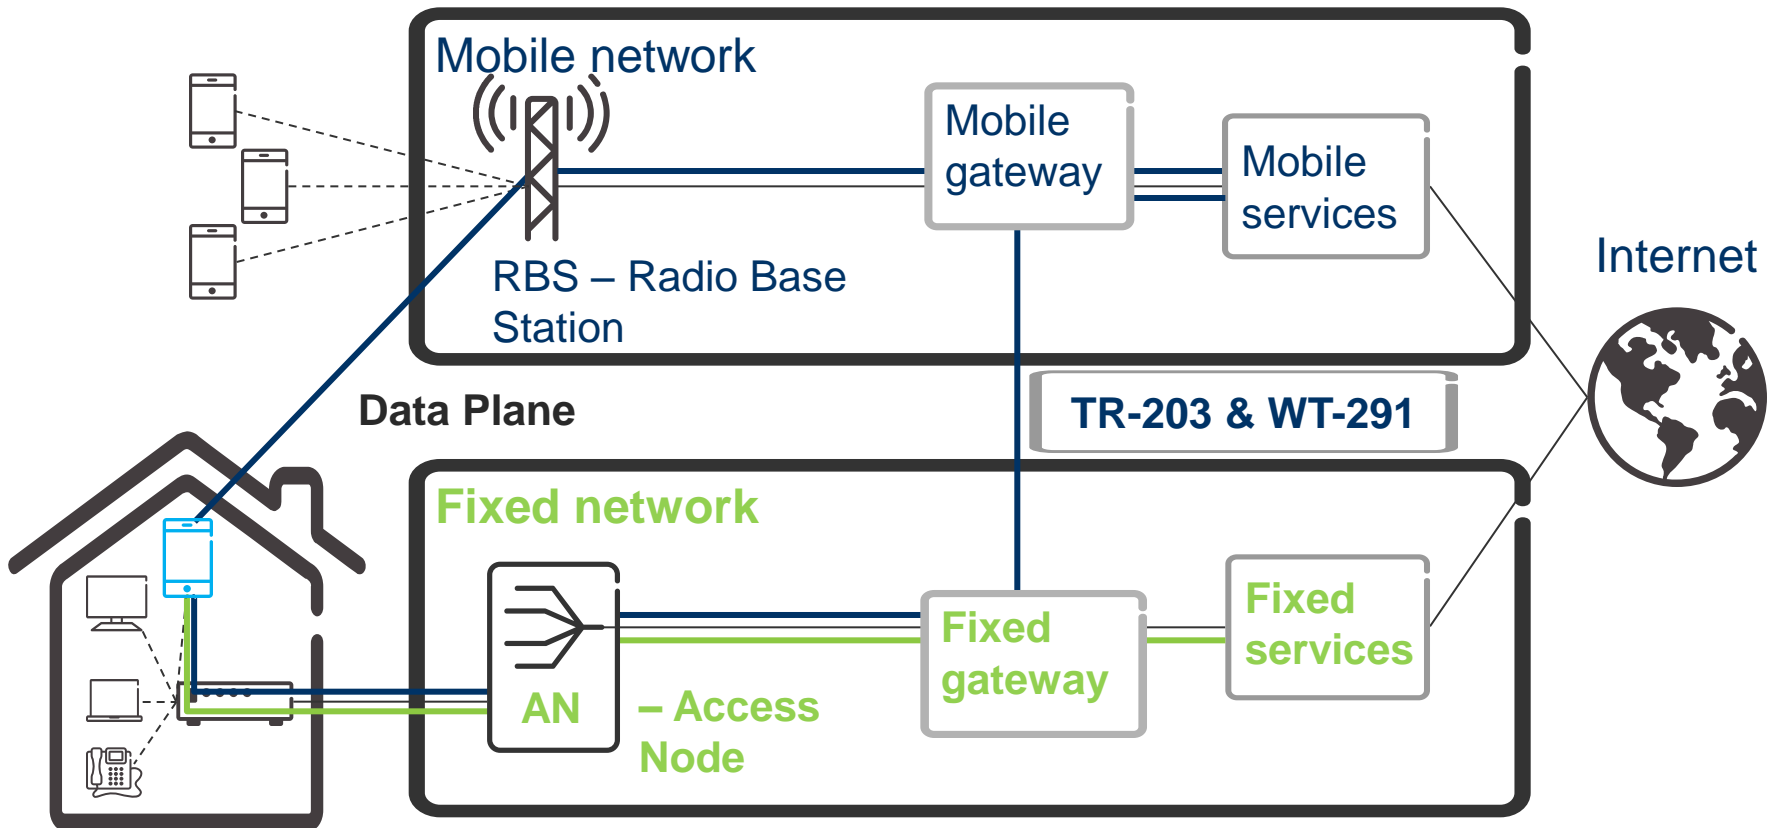 Mobile network
Mobile
gateway
Mobile
services
RBS – Radio Base
Station
Internet
Data Plane
TR-203 & WT-291
Fixed network
AN
– Access
Node
Fixed
gateway
Fixed
services